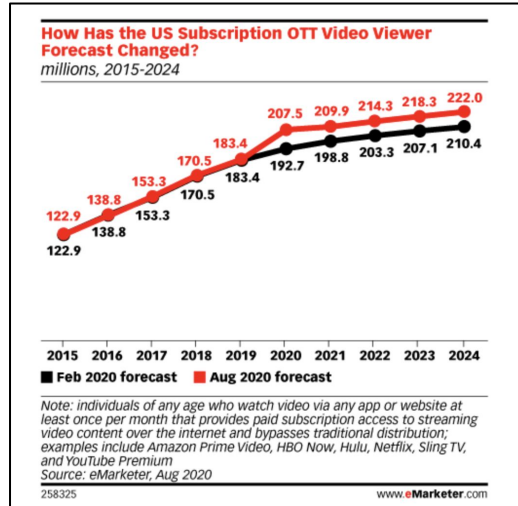 How Has the US Subscription OTT Video Viewer
Forecast Changed?
millions, 2015-2024
207.5 209.9 214.3 218.3 222.0
183.4
170.5
153.3
138.8
122.9
192.7 198.8 203.3 207.1 210.4
183.4
170.5
153.3
138.8
122.9
2015 2016 2017 2018 2019 2020 2021 2022 2023 2024
Feb 2020 forecast Aug 2020 forecast
Note: individuals of any age who watch video via any app or website at
least once per month that provides paid subscription access to streaming
video content over the internet and bypasses traditional distribution;
examples include Amazon Prime Video, HBO Now, Hulu, Netflix, Sling TV,
and YouTube Premium
Source: eMarketer, Aug 2020
258325 www.eMarketer.com